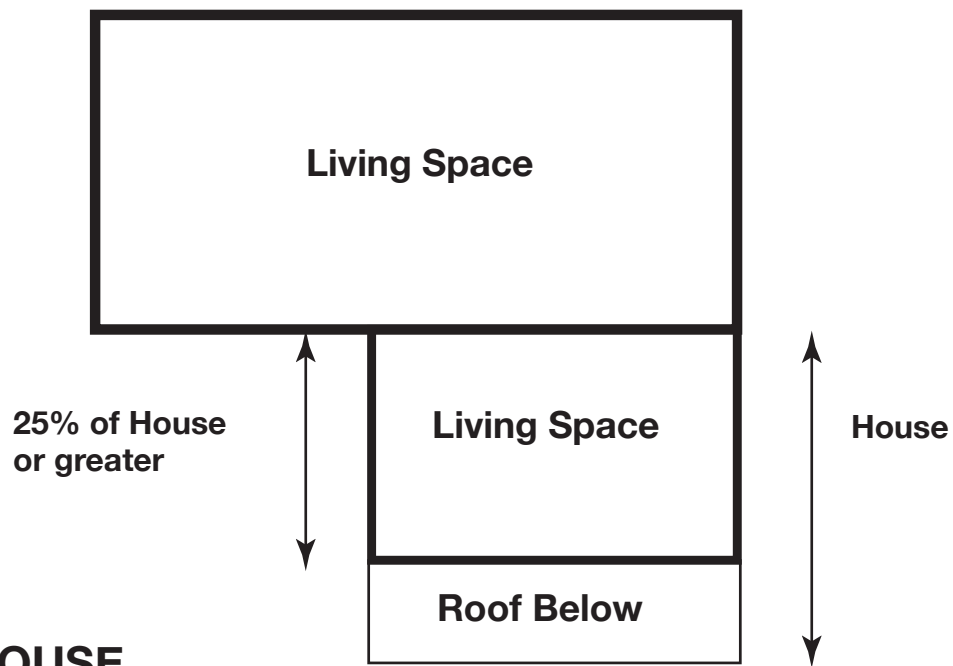 Living Space
25% of House
or greater
Living Space
House
Roof Below